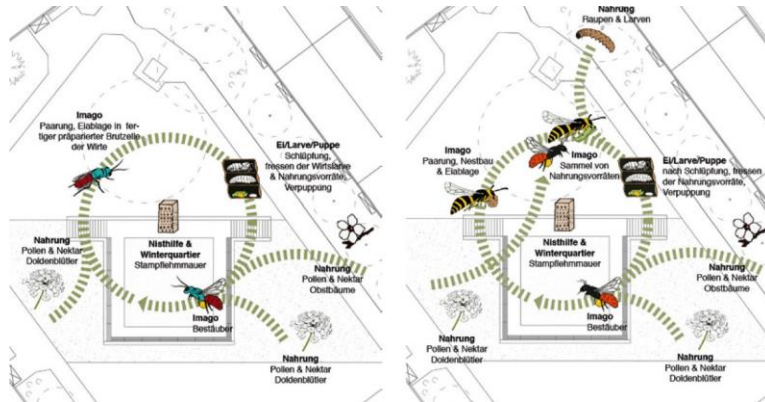 Imago
Paarung, Eiablage in fer-
tiger präparierter Brutzelle
der Wirte
Ei/Larve/Puppe
Schlüpfung,
fressen der Wirtslarve
& Nahrungsvorräte,
Verpuppung
Nahrung
Pollen & Nektar
Doldenblütler
Nisthilfe &
Winterquartier
Stampflehmmauer
Nahrung
Pollen & Nektar
Obstbäume
Imago
Bestäuber
Nahrung
Pollen & Nektar
Doldenblütler
Nahrung
Raupen & Larven
Imago
Paarung, Nestbau
& Eiablage
Imago
Sammel von
Nahrungsvorräten
Ei/Larve/Puppe
nach Schlüpfung, fressen
der Nahrungsvorräte,
Verpuppung
Nisthilfe &
Winterquartier
Stampflehmmauer
Nahrung
Pollen & Nektar
Obstbäume
Nahrung
Pollen & Nektar
Doldenblütler
Imago
Bestäuber
Nahrung
Pollen & Nektar
Doldenblütler